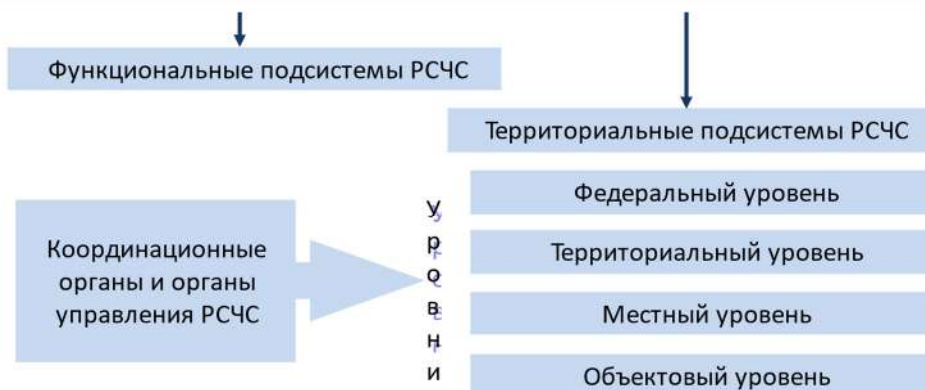 Функциональные подсистемы РСЧС
Территориальные подсистемы РСЧС
Координационные
органы и органы
управления РСЧС
Уровни
Федеральный уровень
Территориальный уровень
Местный уровень
Объектовый уровень